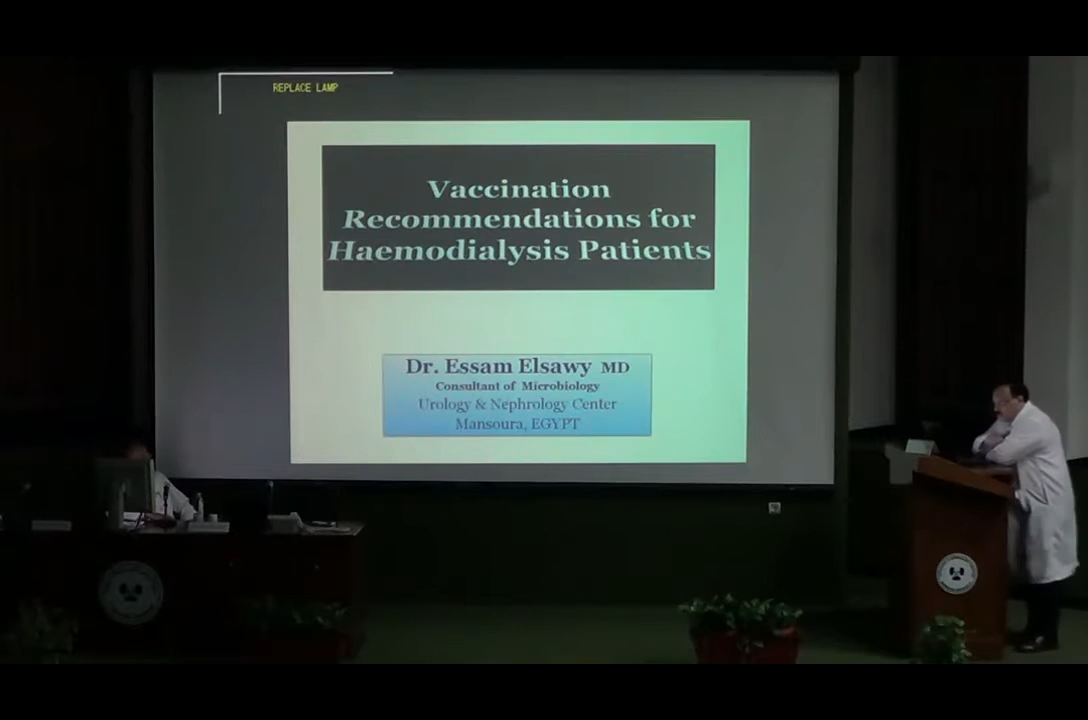 REPLACE LAMP
Vaccination
Recommendations for
Haemodialysis Patients
Dr. Essam Elsawy MD
Consultant of Microbiology
Urology & Nephrology Center
Mansoura, EGYPT